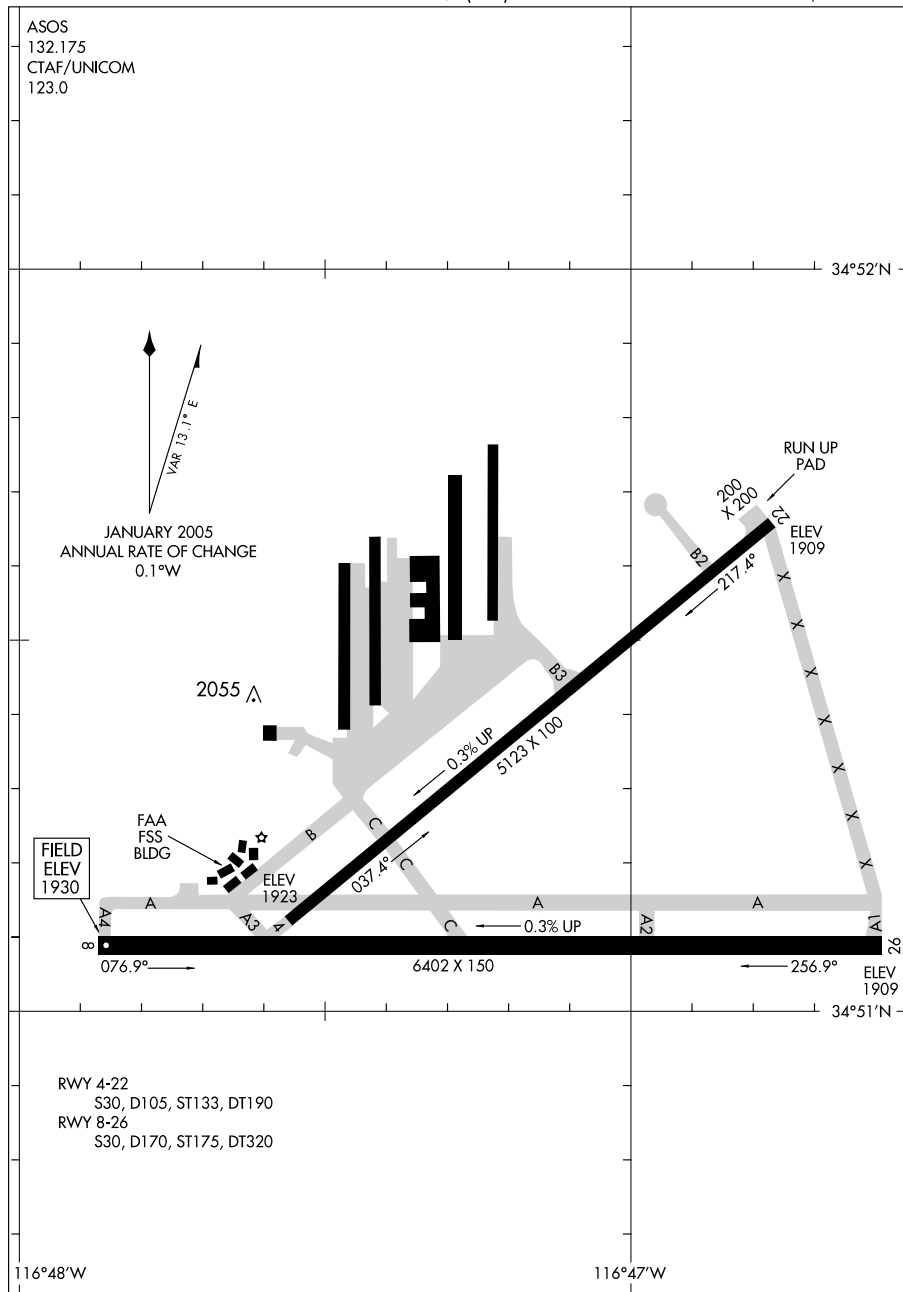 ASOS
132.175
CTAF/UNICOM
123.0
34°52'N
VAR 13.1° E
JANUARY 2005
ANNUAL RATE OF CHANGE
0.1°W
RUN UP
PAD
200
X 200
22
ELEV
1909
B2
217.4°
X
X
X
X
X
X
X
B3
2055
5123 X 100
0.3% UP
FAA
FSS
BLDG
B
C
C
037.4°
FIELD
ELEV
1930
ELEV
1923
A
A
A
A4
A3
4
C
0.3% UP
A2
A1
8
26
076.9°
6402 X 150
256.9°
ELEV
1909
34°51'N
RWY 4-22
S30, D105, ST133, DT190
RWY 8-26
S30, D170, ST175, DT320
116°48'W
116°47'W